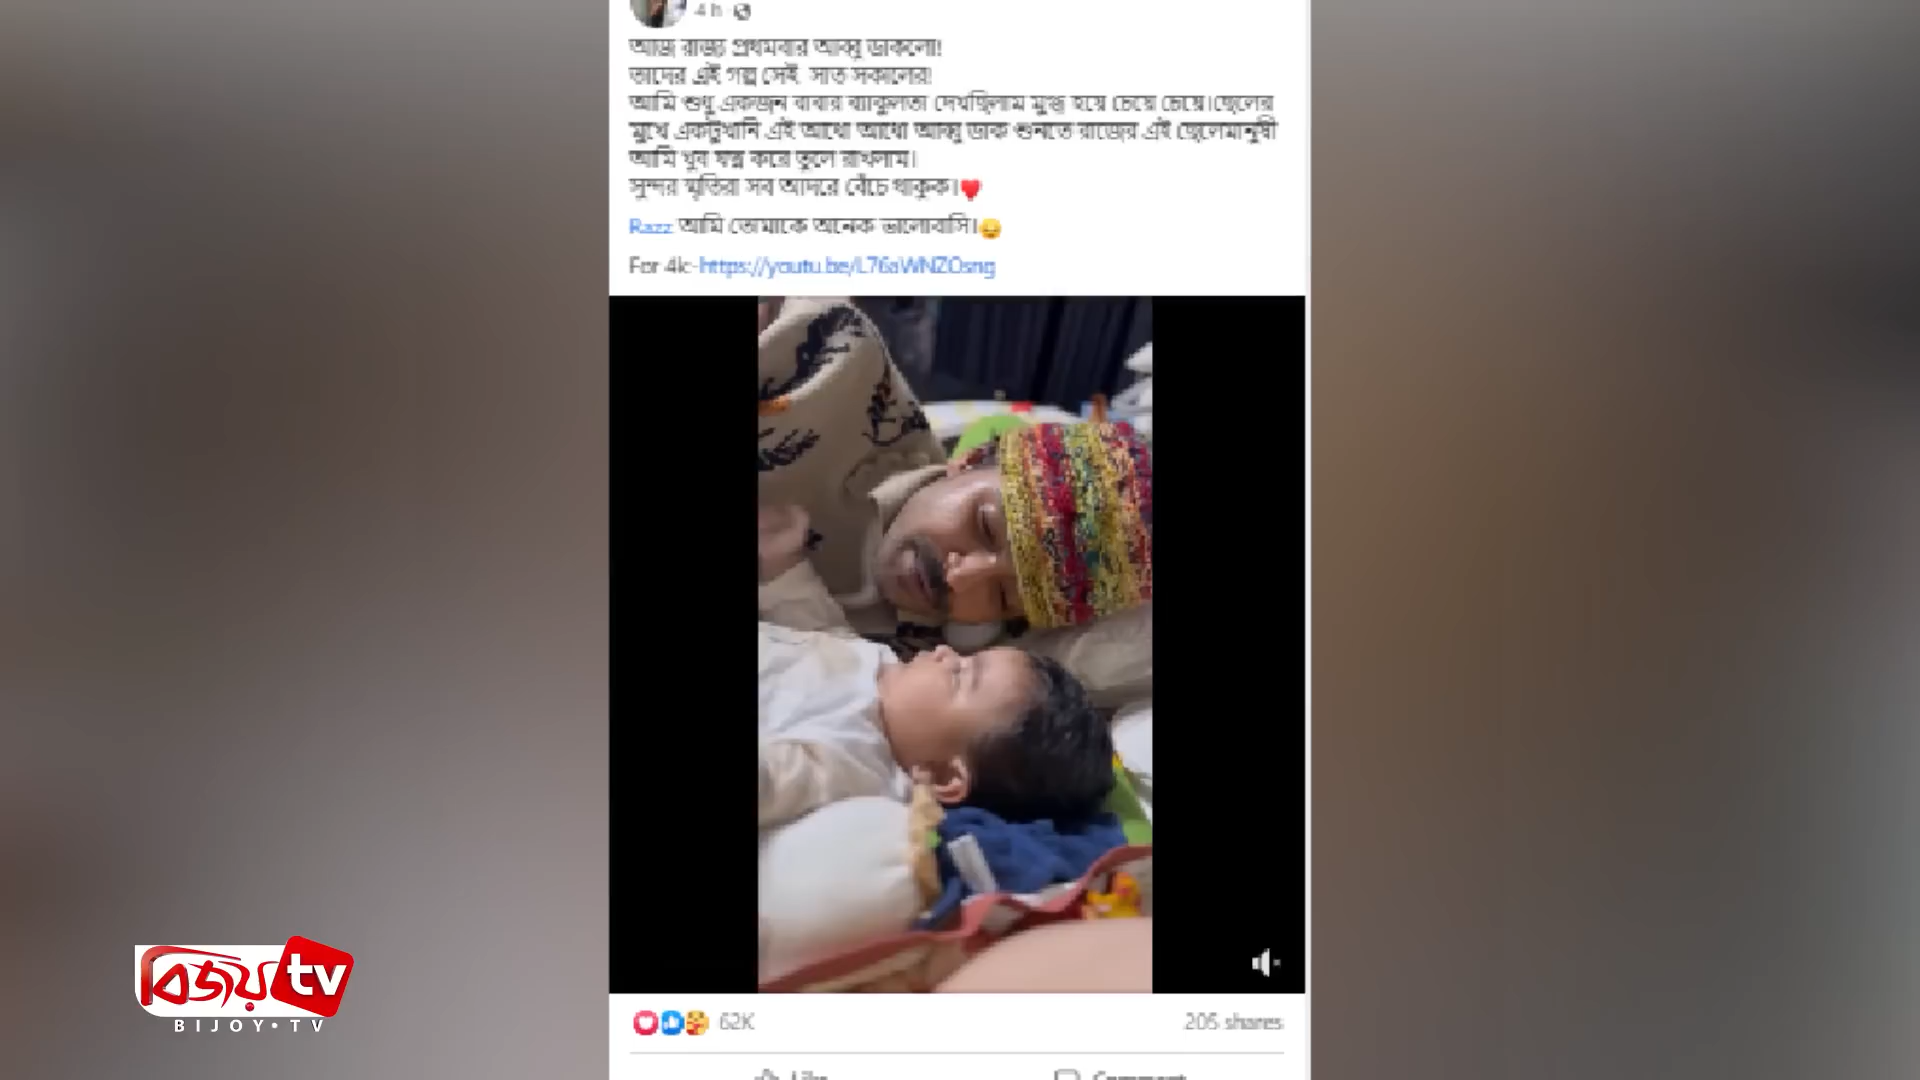 4 h
আজ রাজ্য প্রথমবার আব্বু ডাকলো!
তাদের এই গল্প সেই সাত সকালের!
আমি শুধু একজন বাবার ব্যাকুলতা দেখছিলাম মুগ্ধ হয়ে চেয়ে চেয়ে।ছেলের
মুখে একটুখানি এই আধো আধো আব্বু ডাক শুনতে রাজের এই ছেলেমানুষী
আমি খুব যত্ন করে তুলে রাখলাম।
সুন্দর স্মৃতিরা সব আদরে বেঁচে থাকুক।❤️
Razz আমি তোমাকে অনেক ভালোবাসি।😔
For 4k-https://youtu.be/L76aWNZOsng
62K
205 shares
Like
Comment
বিজয় tv
BIJOY•TV